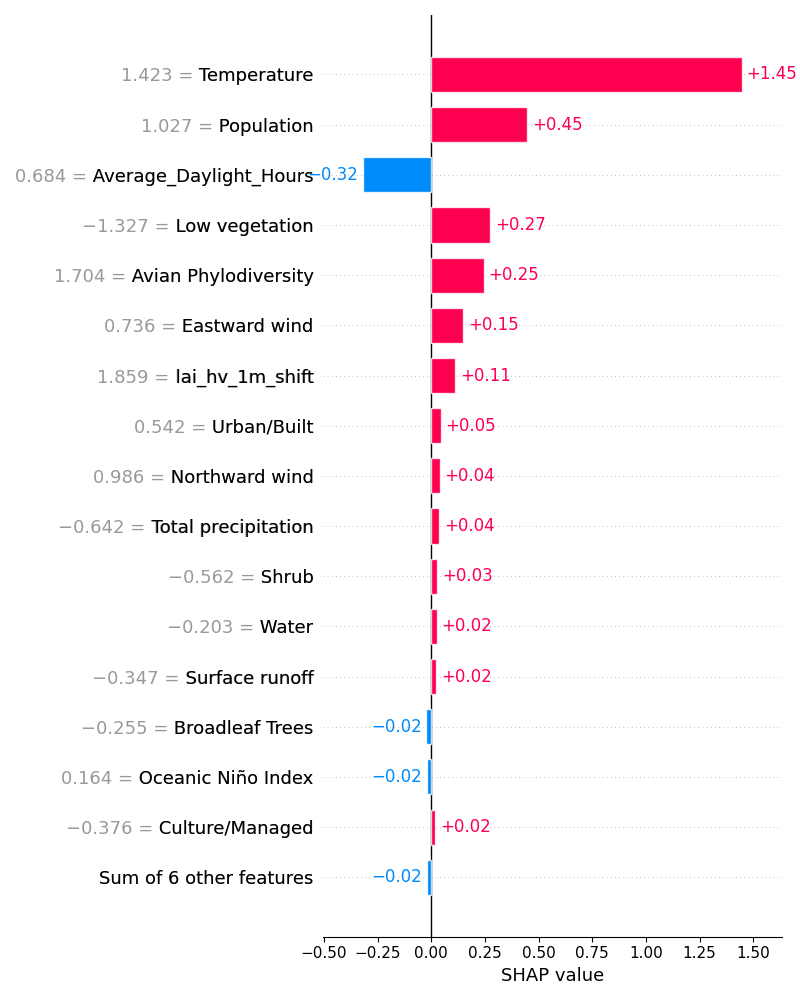 1.423 = Temperature +1.45
1.027 = Population +0.45
0.684 = Average_Daylight_Hours −0.32
−1.327 = Low vegetation +0.27
1.704 = Avian Phylodiversity +0.25
0.736 = Eastward wind +0.15
1.859 = lai_hv_1m_shift +0.11
0.542 = Urban/Built +0.05
0.986 = Northward wind +0.04
−0.642 = Total precipitation +0.04
−0.562 = Shrub +0.03
−0.203 = Water +0.02
−0.347 = Surface runoff +0.02
−0.255 = Broadleaf Trees −0.02
0.164 = Oceanic Niño Index −0.02
−0.376 = Culture/Managed +0.02
Sum of 6 other features −0.02
−0.50 −0.25 0.00 0.25 0.50 0.75 1.00 1.25 1.50
SHAP value